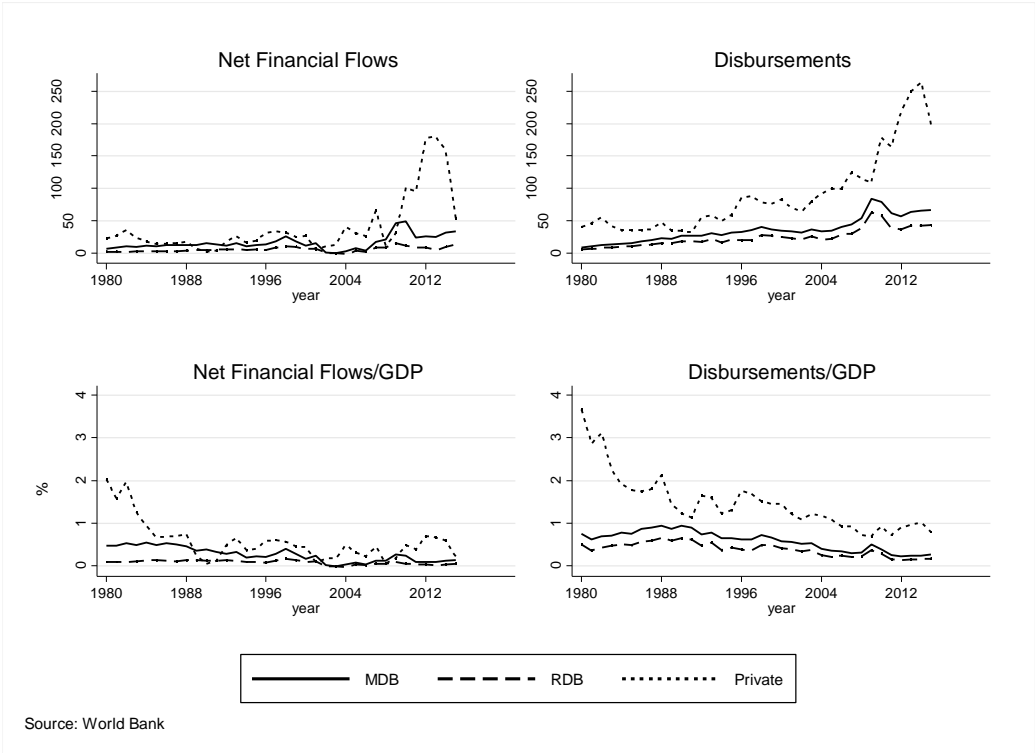 Net Financial Flows
250
200
150
100
50
0
1980 1988 1996 2004 2012
year
Disbursements
250
200
150
100
50
0
1980 1988 1996 2004 2012
year
Net Financial Flows/GDP
%
4
3
2
1
0
1980 1988 1996 2004 2012
year
Disbursements/GDP
4
3
2
1
0
1980 1988 1996 2004 2012
year
MDB RDB Private
Source: World Bank